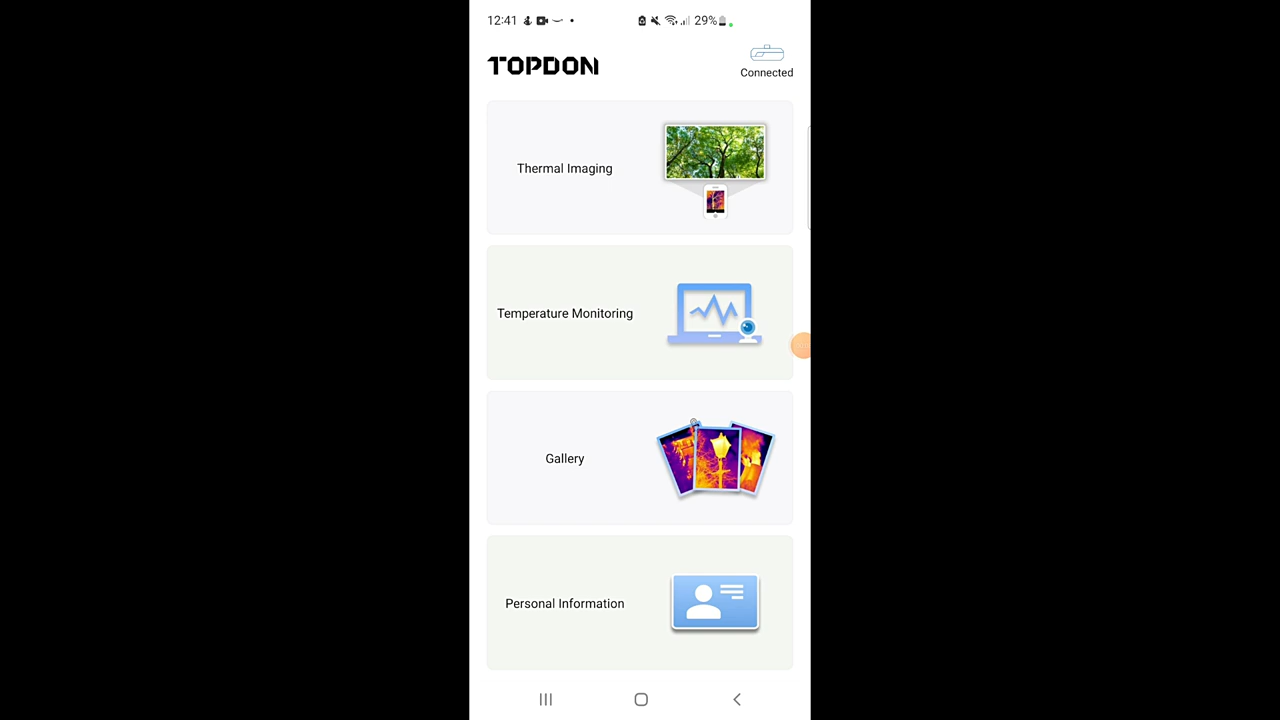 12:41
29%
TOPDON
Connected
Thermal Imaging
Temperature Monitoring
Gallery
Personal Information